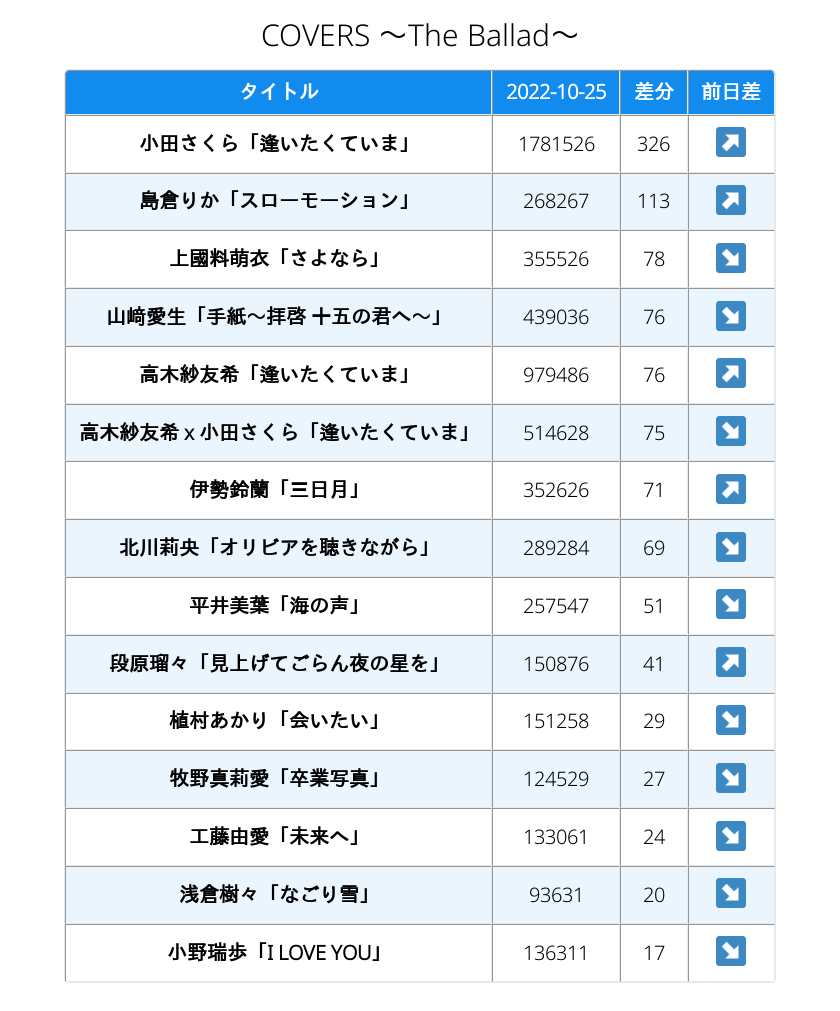 COVERS 〜The Ballad〜
タイトル 2022-10-25 差分 前日差
小田さくら「逢いたくていま」 1781526 326 ↗
島倉りか「スローモーション」 268267 113 ↗
上國料萌衣「さよなら」 355526 78 ↘
山﨑愛生「手紙〜拝啓 十五の君へ〜」 439036 76 ↘
高木紗友希「逢いたくていま」 979486 76 ↗
高木紗友希 x 小田さくら「逢いたくていま」 514628 75 ↘
伊勢鈴蘭「三日月」 352626 71 ↗
北川莉央「オリビアを聴きながら」 289284 69 ↘
平井美葉「海の声」 257547 51 ↘
段原瑠々「見上げてごらん夜の星を」 150876 41 ↗
植村あかり「会いたい」 151258 29 ↘
牧野真莉愛「卒業写真」 124529 27 ↘
工藤由愛「未来へ」 133061 24 ↘
浅倉樹々「なごり雪」 93631 20 ↘
小野瑞歩「I LOVE YOU」 136311 17 ↘